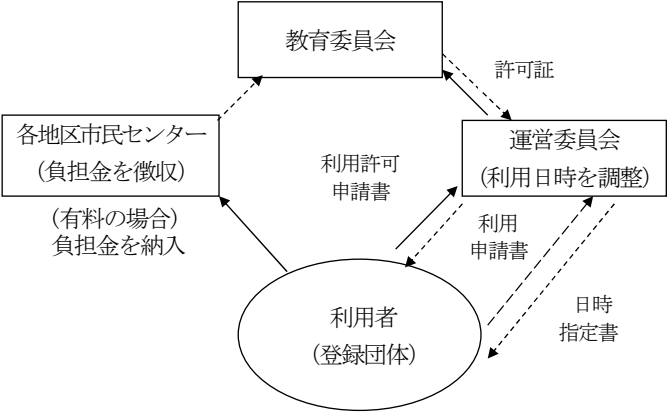 教育委員会
許可証
各地区市民センター
(負担金を徴収)
運営委員会
(利用日時を調整)
利用許可
申請書
(有料の場合)
負担金を納入
利用
申請書
日時
指定書
利用者
(登録団体)